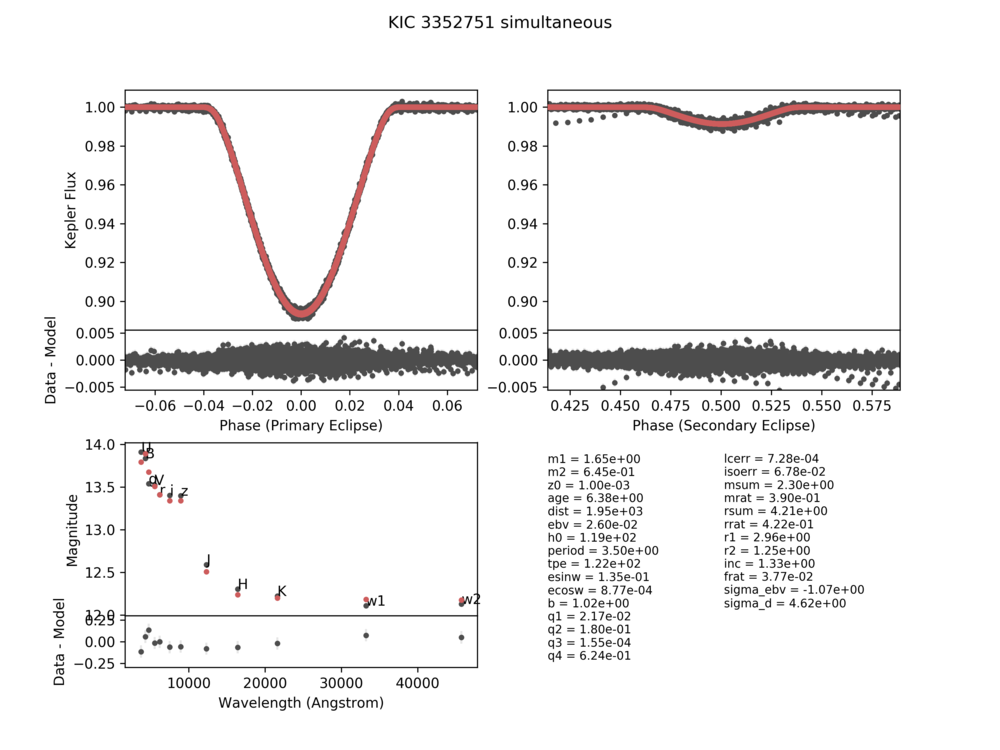 KIC 3352751 simultaneous
1.00
0.98
0.96
0.94
0.92
0.90
Kepler Flux
0.005
0.000
−0.005
Data - Model
−0.06 −0.04 −0.02 0.00 0.02 0.04 0.06
Phase (Primary Eclipse)
1.00
0.98
0.96
0.94
0.92
0.90
0.005
0.000
−0.005
0.425 0.450 0.475 0.500 0.525 0.550 0.575
Phase (Secondary Eclipse)
14.0
13.5
13.0
12.5
12.0
Magnitude
U
B
g V
r i z
J
H
K
w1
w2
0.25
0.00
−0.25
Data - Model
10000 20000 30000 40000
Wavelength (Angstrom)
m1 = 1.65e+00
m2 = 6.45e-01
z0 = 1.00e-03
age = 6.38e+00
dist = 1.95e+03
ebv = 2.60e-02
h0 = 1.19e+02
period = 3.50e+00
tpe = 1.22e+02
esinw = 1.35e-01
ecosw = 8.77e-04
b = 1.02e+00
q1 = 2.17e-02
q2 = 1.80e-01
q3 = 1.55e-04
q4 = 6.24e-01
lcerr = 7.28e-04
isoerr = 6.78e-02
msum = 2.30e+00
mrat = 3.90e-01
rsum = 4.21e+00
rrat = 4.22e-01
r1 = 2.96e+00
r2 = 1.25e+00
inc = 1.33e+00
frat = 3.77e-02
sigma_ebv = -1.07e+00
sigma_d = 4.62e+00